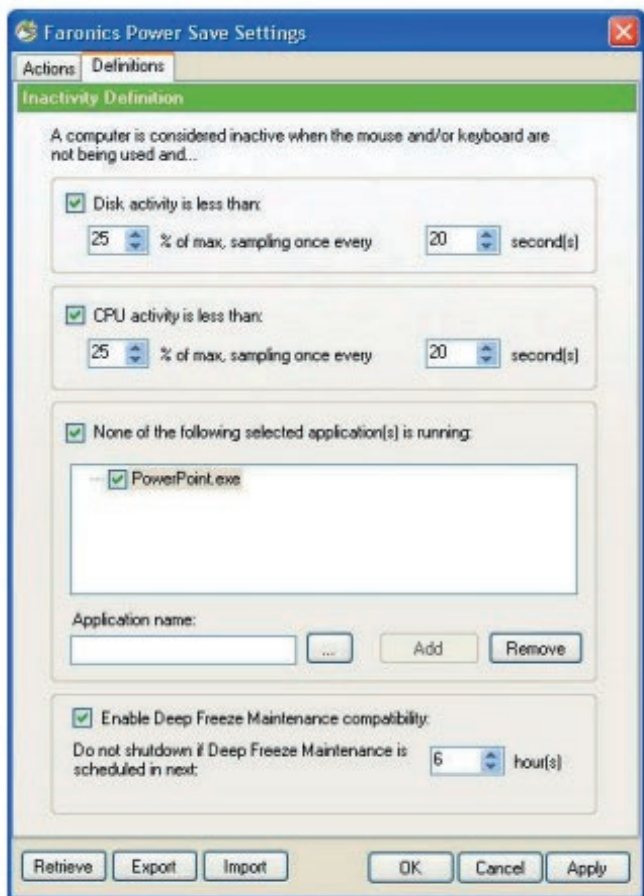 Faronics Power Save Settings
Actions Definitions
Inactivity Definition
A computer is considered inactive when the mouse and/or keyboard are
not being used and...
Disk activity is less than:
25 % of max, sampling once every 20 second(s)
CPU activity is less than:
25 % of max, sampling once every 20 second(s)
None of the following selected application(s) is running:
PowerPoint.exe
Application name:
... Add Remove
Enable Deep Freeze Maintenance compatibility:
Do not shutdown if Deep Freeze Maintenance is
scheduled in next: 6 hour(s)
Retrieve Export Import OK Cancel Apply